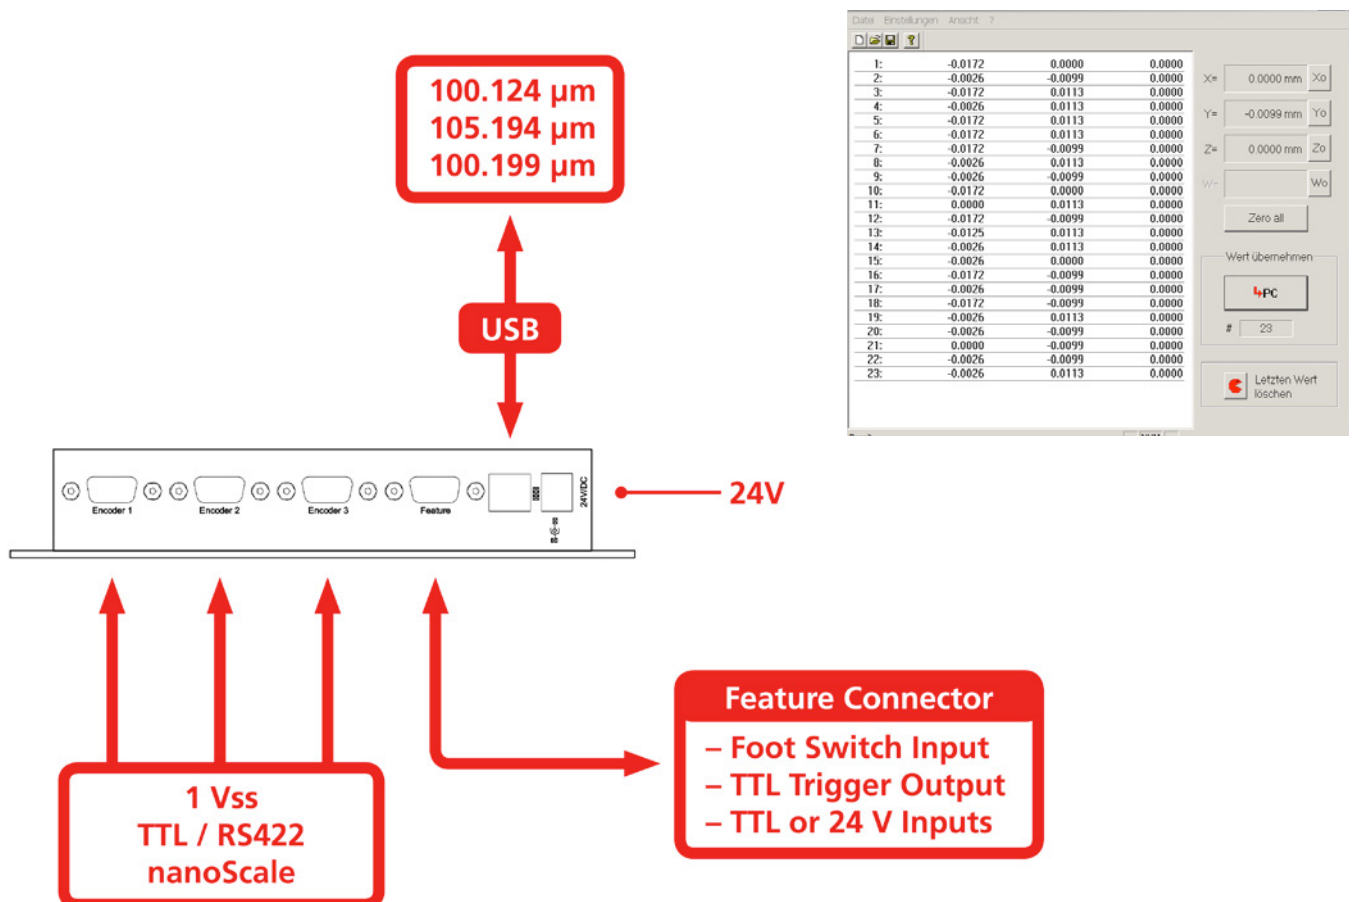 100.124 µm
105.194 µm
100.199 µm
USB
Encoder 1 Encoder 2 Encoder 3 Feature 24V/DC
24V
1 Vss
TTL / RS422
nanoScale
Feature Connector
– Foot Switch Input
– TTL Trigger Output
– TTL or 24 V Inputs
Datei Einstellungen Ansicht ?
1: -0.0172 0.0000 0.0000
2: -0.0026 -0.0099 0.0000
3: -0.0172 0.0113 0.0000
4: -0.0026 0.0113 0.0000
5: -0.0172 0.0113 0.0000
6: -0.0172 0.0113 0.0000
7: -0.0172 -0.0099 0.0000
8: -0.0026 0.0113 0.0000
9: -0.0026 -0.0099 0.0000
10: -0.0172 0.0000 0.0000
11: 0.0000 0.0113 0.0000
12: -0.0172 -0.0099 0.0000
13: -0.0125 0.0113 0.0000
14: -0.0026 0.0113 0.0000
15: -0.0026 0.0000 0.0000
16: -0.0172 -0.0099 0.0000
17: -0.0026 -0.0099 0.0000
18: -0.0172 -0.0099 0.0000
19: -0.0026 0.0113 0.0000
20: -0.0026 -0.0099 0.0000
21: 0.0000 -0.0099 0.0000
22: -0.0026 -0.0099 0.0000
23: -0.0026 0.0113 0.0000
X= 0.0000 mm Xo
Y= -0.0099 mm Yo
Z= 0.0000 mm Zo
W= Wo
Zero all
Wert übernehmen
PC
# 23
Letzten Wert
löschen